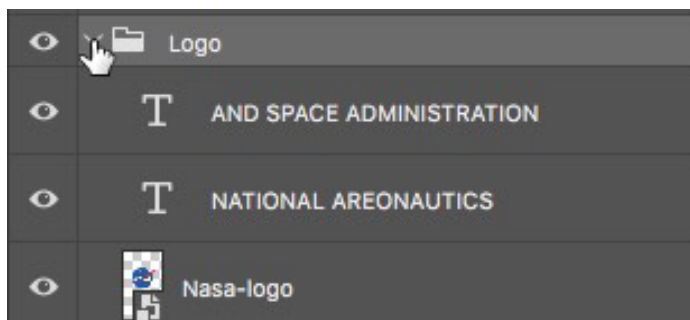 Logo
AND SPACE ADMINISTRATION
NATIONAL AREONAUTICS
Nasa-logo